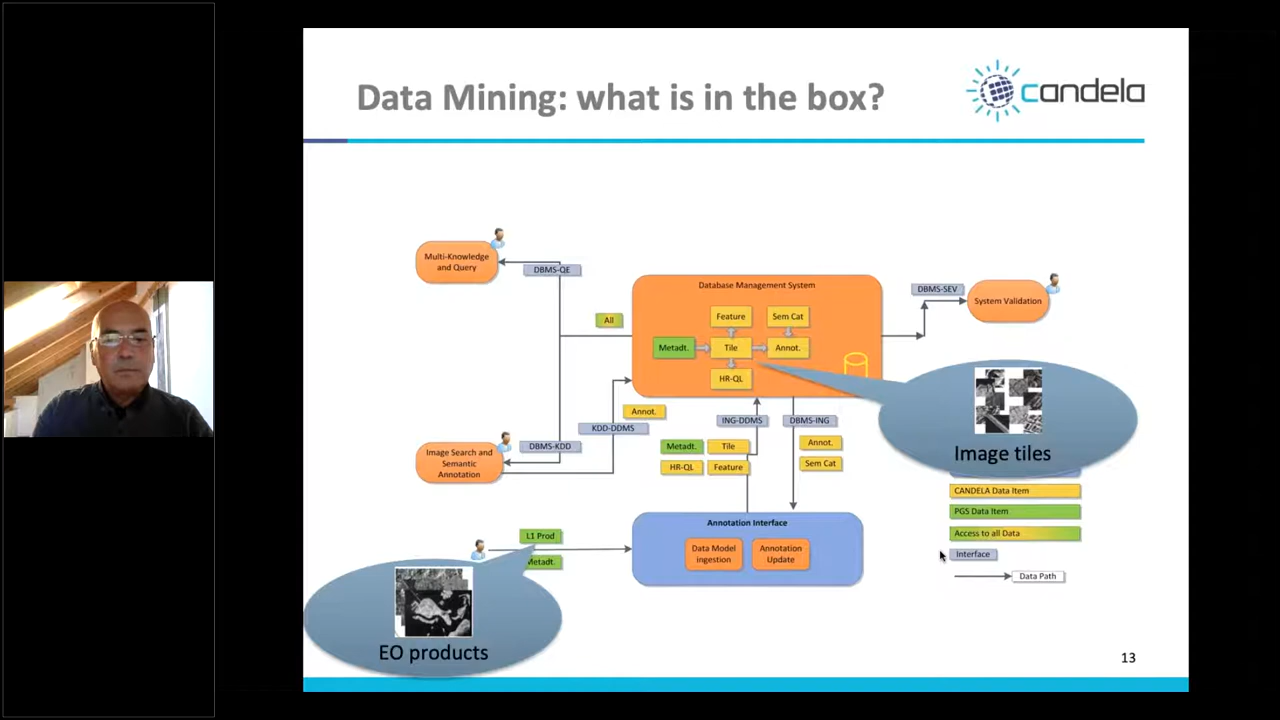 Data Mining: what is in the box?
candela
Multi-Knowledge
and Query
DBMS-QE
All
Database Management System
Feature
Sem Cat
Metadt.
Tile
Annot.
HR-QL
DBMS-SEV
System Validation
Annot.
KDD-DDMS
DBMS-KDD
Image Search and
Semantic
Annotation
ING-DDMS
DBMS-ING
Metadt.
Tile
HR-QL
Feature
Annot.
Sem Cat
Image tiles
CANDELA Data Item
PGS Data Item
Access to all Data
Interface
Data Path
L1 Prod
Metadt.
Annotation Interface
Data Model
ingestion
Annotation
Update
EO products
13